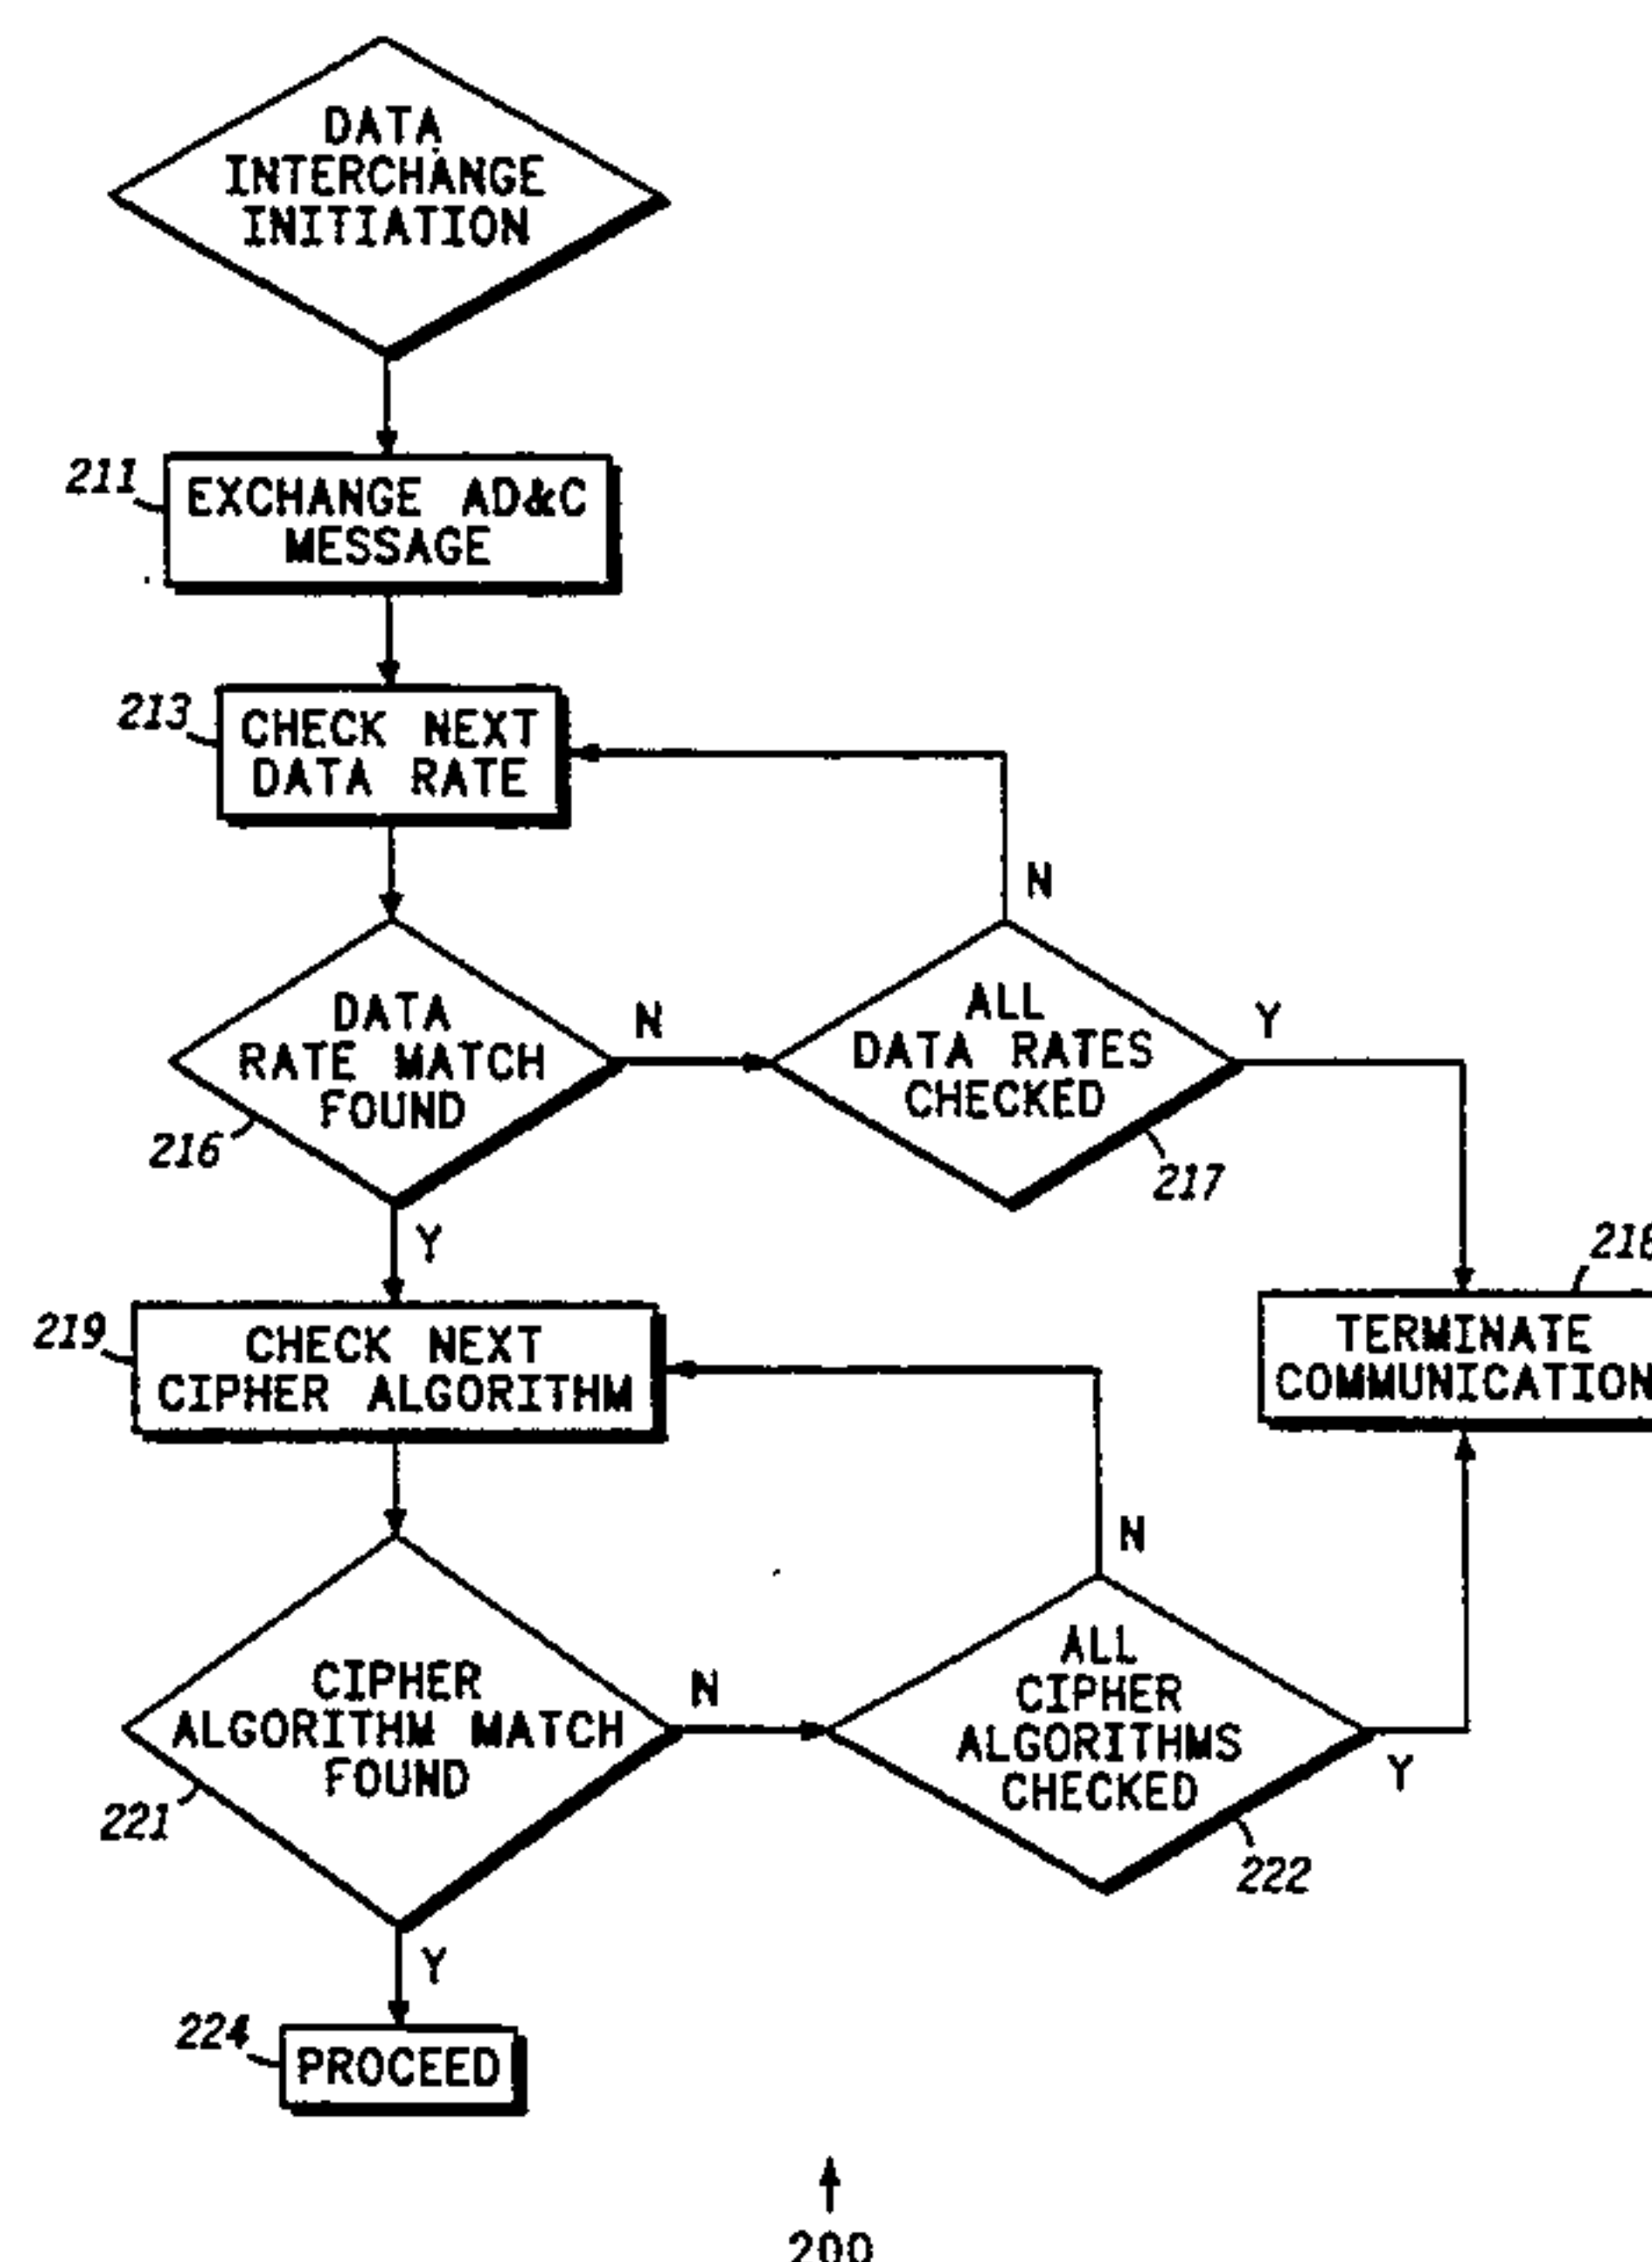 DATA
INTERCHANGE
INITIATION
211
EXCHANGE AD&C
MESSAGE
213
CHECK NEXT
DATA RATE
N
DATA
RATE MATCH
FOUND
216
N
ALL
DATA RATES
CHECKED
217
Y
Y
218
TERMINATE
COMMUNICATION
219
CHECK NEXT
CIPHER ALGORITHM
N
CIPHER
ALGORITHM MATCH
FOUND
221
N
ALL
CIPHER
ALGORITHMS
CHECKED
222
Y
Y
224
PROCEED
200